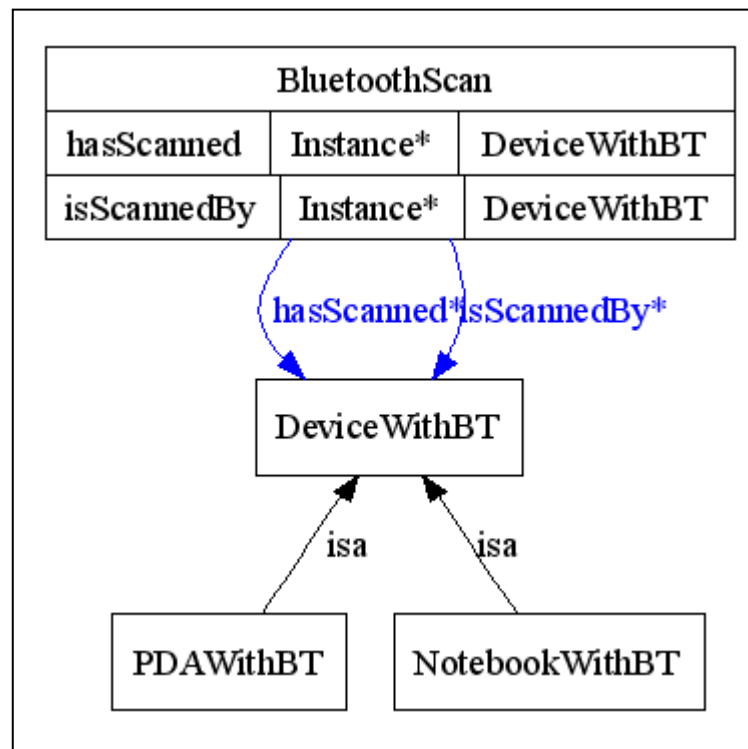 BluetoothScan
hasScanned Instance* DeviceWithBT
isScannedBy Instance* DeviceWithBT
hasScanned* isScannedBy*
DeviceWithBT
isa isa
PDAWithBT NotebookWithBT